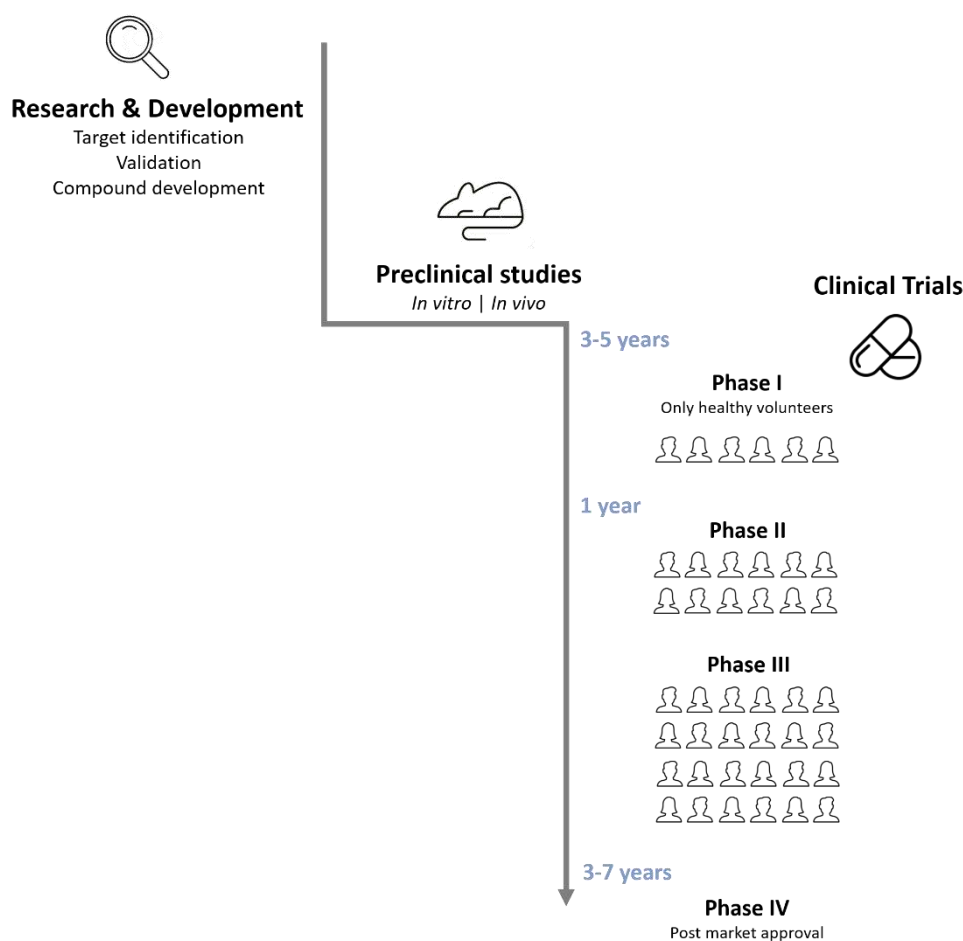 Research & Development
Target identification
Validation
Compound development
Preclinical studies
In vitro | In vivo
Clinical Trials
3-5 years
Phase I
Only healthy volunteers
1 year
Phase II
Phase III
3-7 years
Phase IV
Post market approval